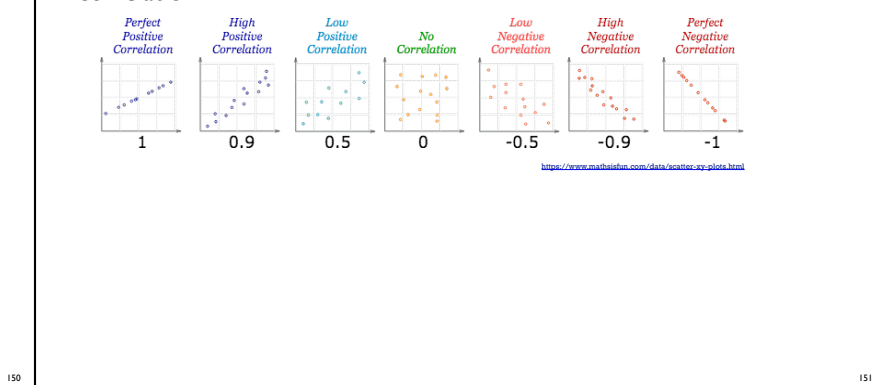 Perfect Positive Correlation
High Positive Correlation
Low Positive Correlation
No Correlation
Low Negative Correlation
High Negative Correlation
Perfect Negative Correlation
1 0.9 0.5 0 -0.5 -0.9 -1
https://www.mathsisfun.com/data/scatter-xy-plots.html
150 151